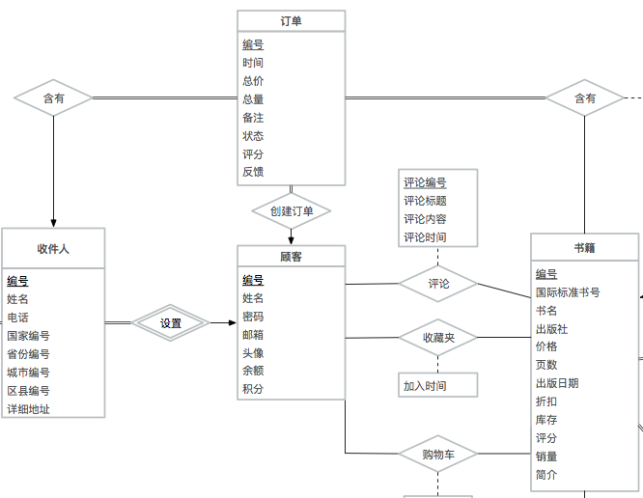 订单
编号
时间
总价
总量
备注
状态
评分
反馈
含有
含有
创建订单
评论编号
评论标题
评论内容
评论时间
收件人
编号
姓名
电话
国家编号
省份编号
城市编号
区县编号
详细地址
设置
顾客
编号
姓名
密码
邮箱
头像
余额
积分
评论
收藏夹
加入时间
购物车
书籍
编号
国际标准书号
书名
出版社
价格
页数
出版日期
折扣
库存
评分
销量
简介